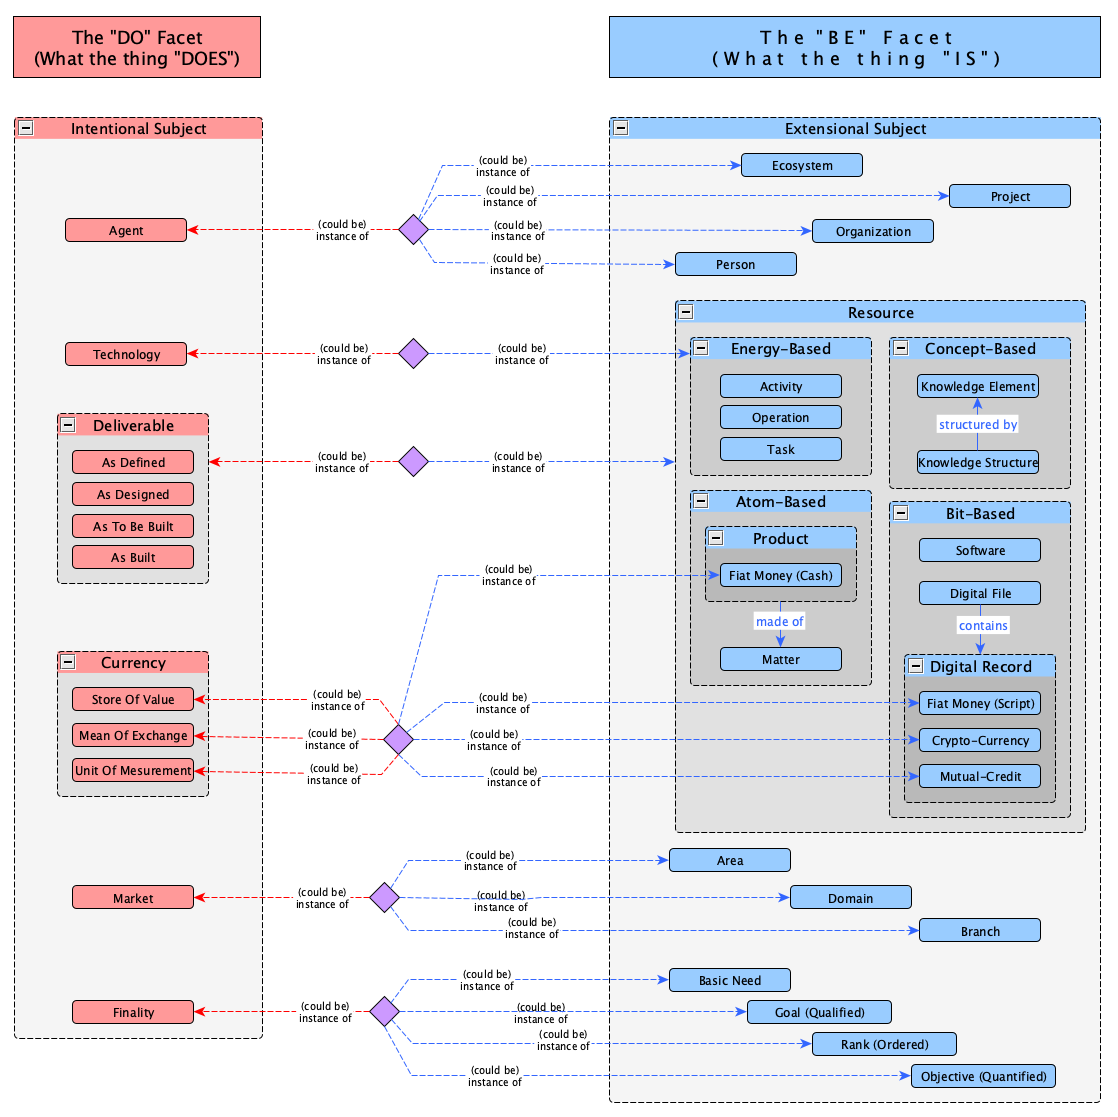 The "DO" Facet
(What the thing "DOES")
The "BE" Facet
(What the thing "IS")
Intentional Subject
Extensional Subject
(could be)
instance of
Ecosystem
(could be)
instance of
Project
Agent
(could be)
instance of
(could be)
instance of
Organization
(could be)
instance of
Person
Resource
Technology
(could be)
instance of
(could be)
instance of
Energy-Based
Activity
Operation
Task
Concept-Based
Knowledge Element
structured by
Knowledge Structure
Deliverable
As Defined
As Designed
As To Be Built
As Built
(could be)
instance of
(could be)
instance of
Atom-Based
Product
Fiat Money (Cash)
made of
Matter
Bit-Based
Software
Digital File
contains
Digital Record
Fiat Money (Script)
Crypto-Currency
Mutual-Credit
(could be)
instance of
Currency
Store Of Value
Mean Of Exchange
Unit Of Mesurement
(could be)
instance of
(could be)
instance of
(could be)
instance of
(could be)
instance of
(could be)
instance of
(could be)
instance of
Market
(could be)
instance of
(could be)
instance of
Area
(could be)
instance of
Domain
(could be)
instance of
Branch
Finality
(could be)
instance of
(could be)
instance of
Basic Need
(could be)
instance of
Goal (Qualified)
(could be)
instance of
Rank (Ordered)
(could be)
instance of
Objective (Quantified)